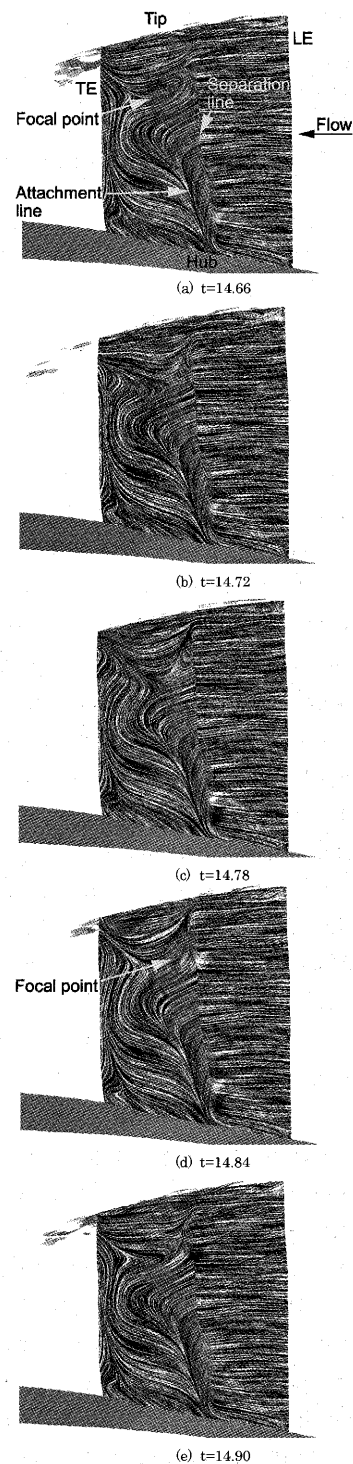 Tip
LE
TE
Separation
line
Focal point
Flow
Attachment
line
Hub
(a) t=14.66
(b) t=14.72
(c) t=14.78
Focal point
(d) t=14.84
(e) t=14.90